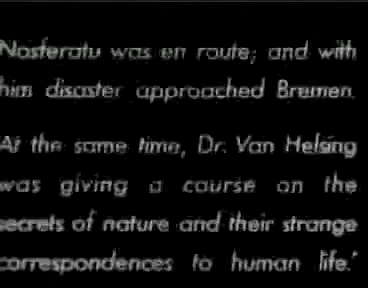 Nosferatu was en route; and with
him disaster approached Bremen.
'At the same time, Dr. Van Helsing
was giving a course on the
secrets of nature and their strange
correspondences to human life.'